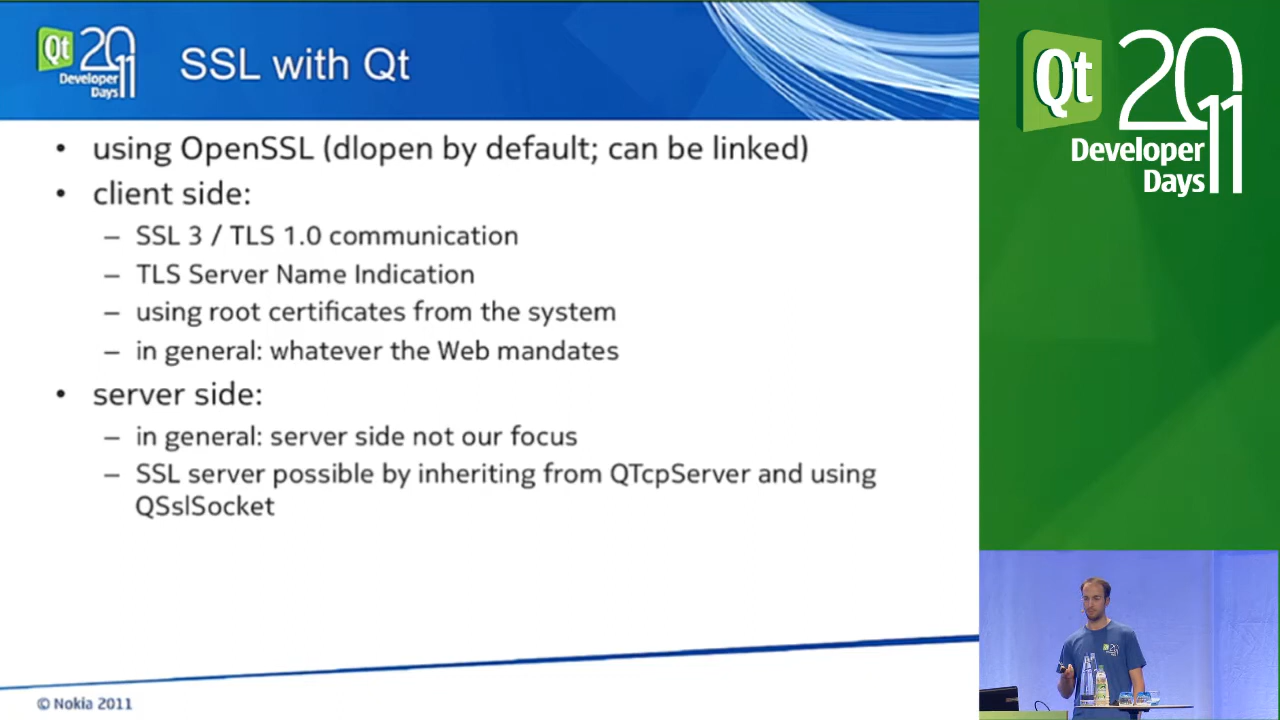 Qt 2011
Developer
Days
SSL with Qt
• using OpenSSL (dlopen by default; can be linked)
• client side:
– SSL 3 / TLS 1.0 communication
– TLS Server Name Indication
– using root certificates from the system
– in general: whatever the Web mandates
• server side:
– in general: server side not our focus
– SSL server possible by inheriting from QTcpServer and using
QSslSocket
© Nokia 2011
Qt 2011
Developer
Days